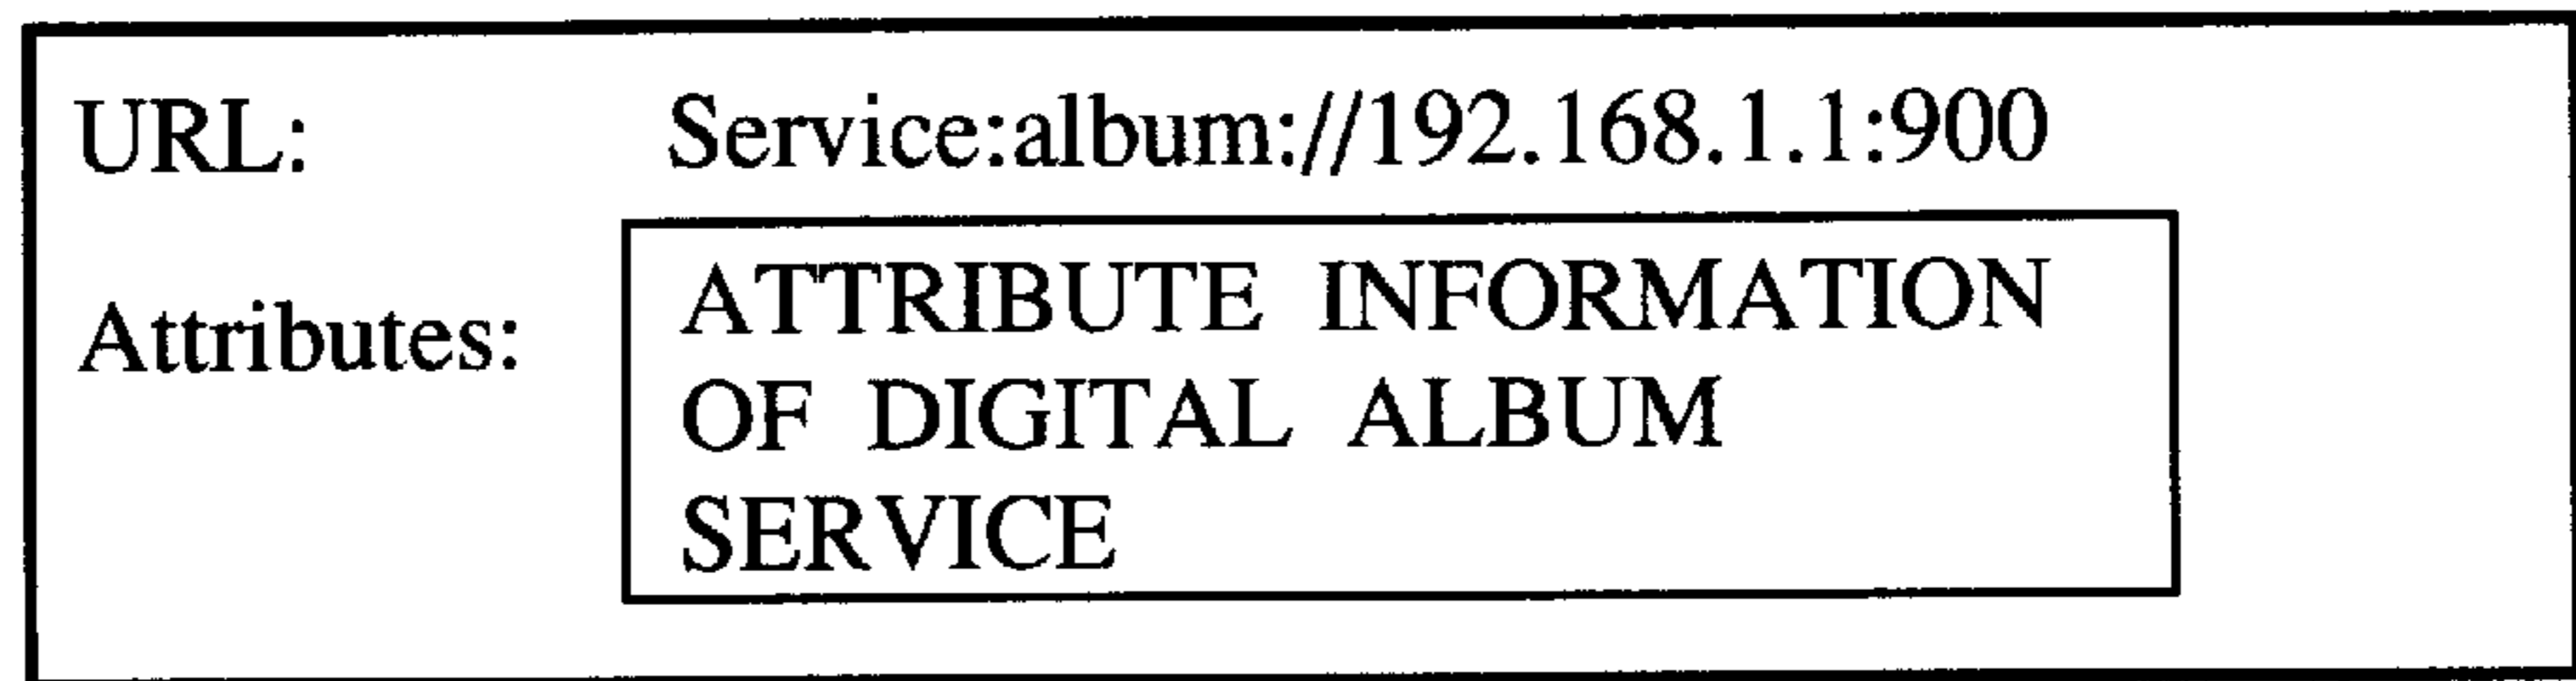 URL: Service:album://192.168.1.1:900
Attributes:
ATTRIBUTE INFORMATION
OF DIGITAL ALBUM
SERVICE